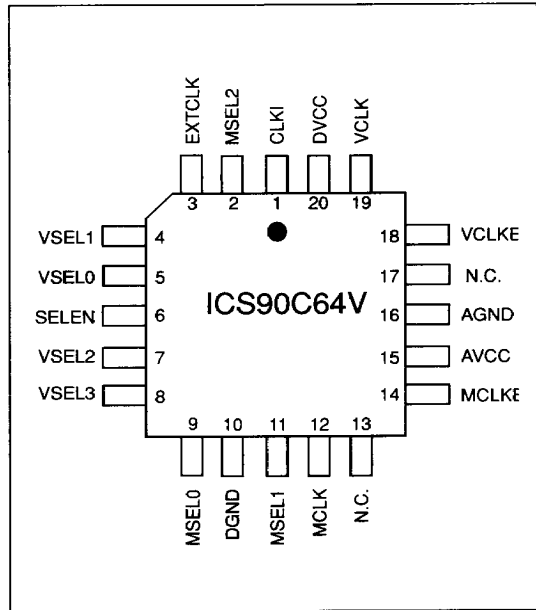 EXTCLK MSEL2 CLKI DVCC VCLK
3 2 1 20 19
VSEL1 4 18 VCLKE
VSEL0 5 17 N.C.
ICS90C64V
SELEN 6 16 AGND
VSEL2 7 15 AVCC
VSEL3 8 14 MCLKE
9 10 11 12 13
MSEL0 DGND MSEL1 MCLK N.C.